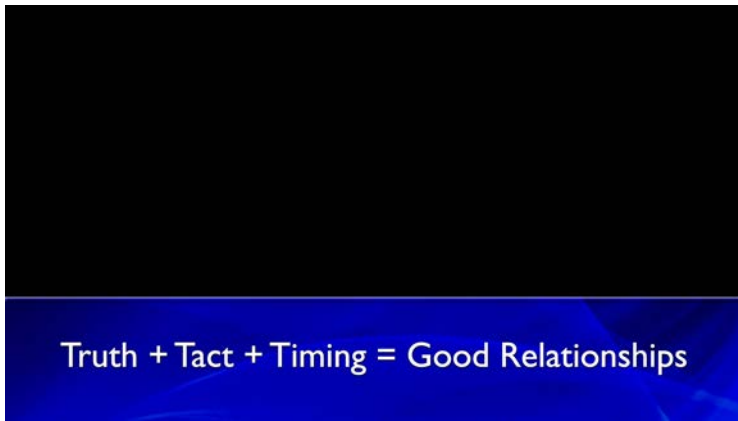 Truth + Tact + Timing = Good Relationships